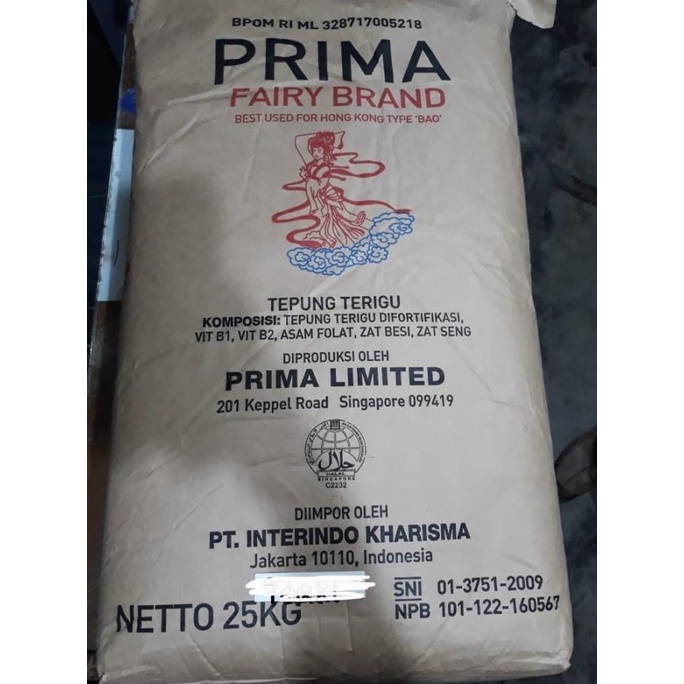 BPOM RI ML 328717005218
PRIMA
FAIRY BRAND
BEST USED FOR HONG KONG TYPE 'BAO'
TEPUNG TERIGU
KOMPOSISI: TEPUNG TERIGU DIFORTIFIKASI,
VIT B1, VIT B2, ASAM FOLAT, ZAT BESI, ZAT SENG
DIPRODUKSI OLEH
PRIMA LIMITED
201 Keppel Road Singapore 099419
حلال
HALAL
SINGAPORE
C2232
DIIMPOR OLEH
PT. INTERINDO KHARISMA
Jakarta 10110, Indonesia
NETTO 25KG
SNI 01-3751-2009
NPB 101-122-160567